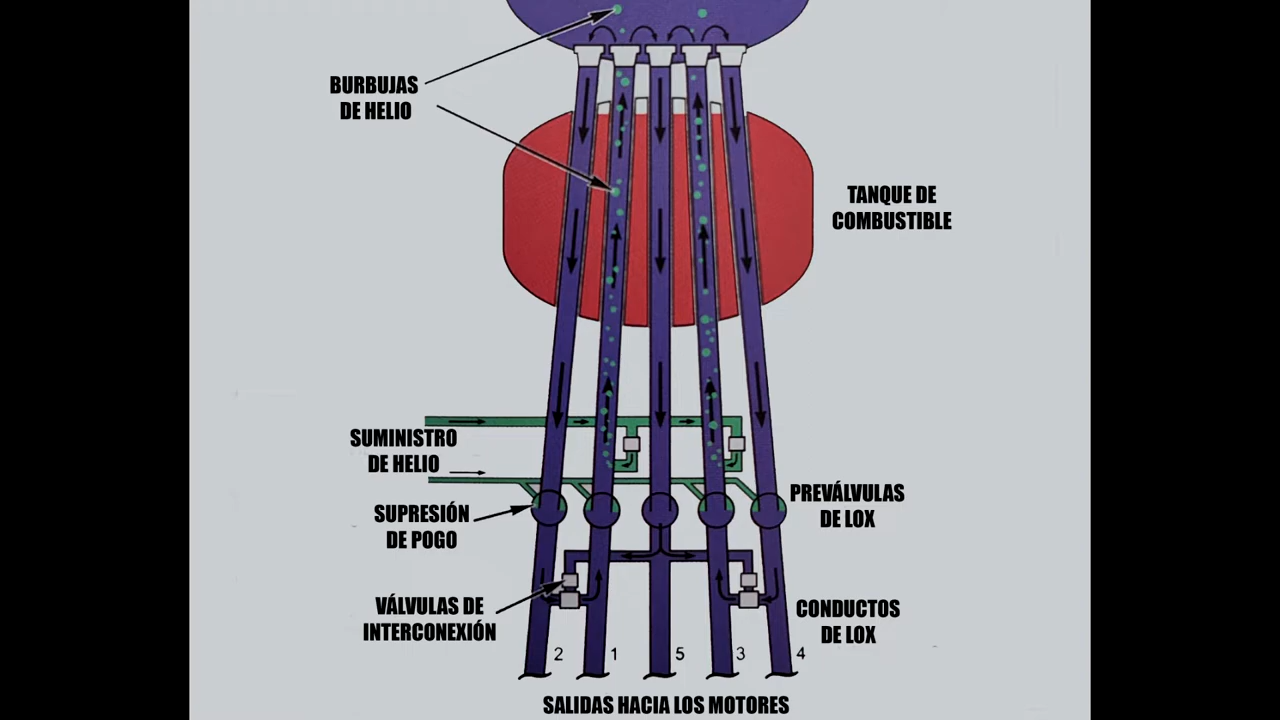 BURBUJAS
DE HELIO
TANQUE DE
COMBUSTIBLE
SUMINISTRO
DE HELIO
PREVÁLVULAS
DE LOX
SUPRESIÓN
DE POGO
VÁLVULAS DE
INTERCONEXIÓN
CONDUCTOS
DE LOX
2 1 5 3 4
SALIDAS HACIA LOS MOTORES